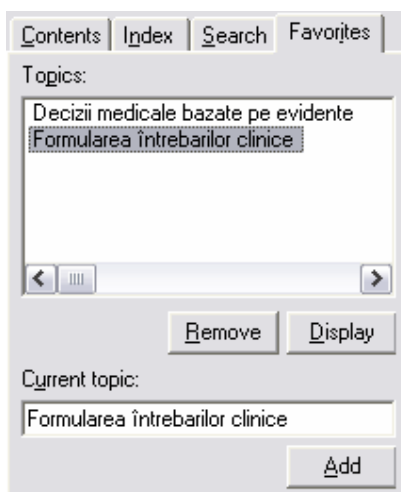 Contents Index Search Favorites
Topics:
Decizii medicale bazate pe evidente
Formularea întrebarilor clinice
Remove Display
Current topic:
Formularea întrebarilor clinice
Add